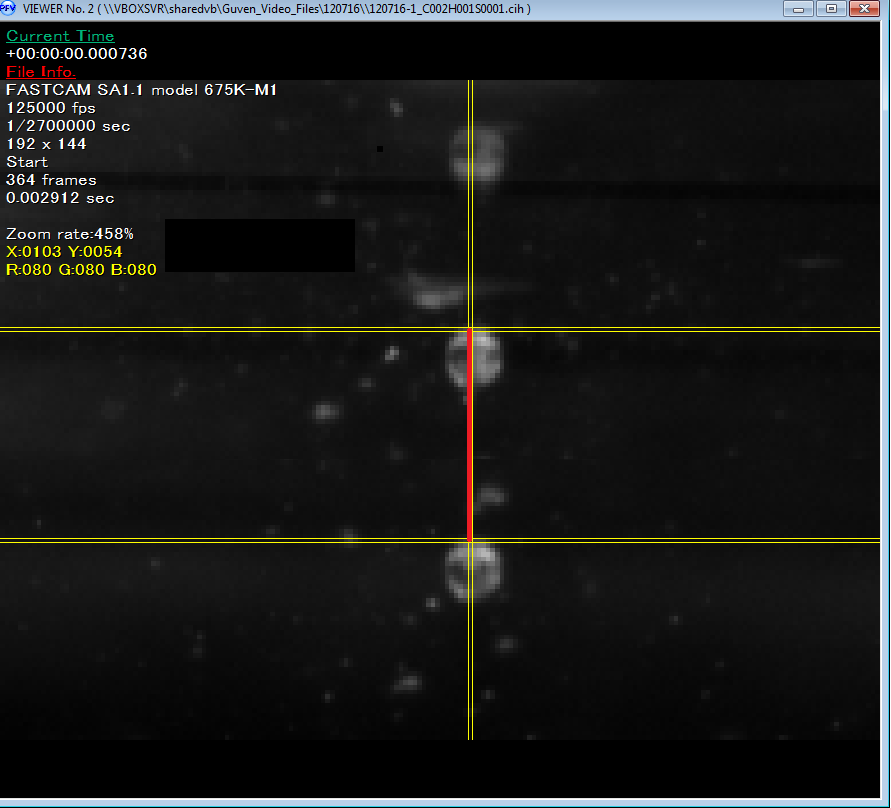 PFV VIEWER No. 2 ( \\VBOXSVR\sharedvb\Guven_Video_Files\120716\\120716-1_C002H001S0001.cih )
Current Time
+00:00:00.000736
File Info.
FASTCAM SA1.1 model 675K-M1
125000 fps
1/2700000 sec
192 x 144
Start
364 frames
0.002912 sec
Zoom rate:458%
X:0103 Y:0054
R:080 G:080 B:080